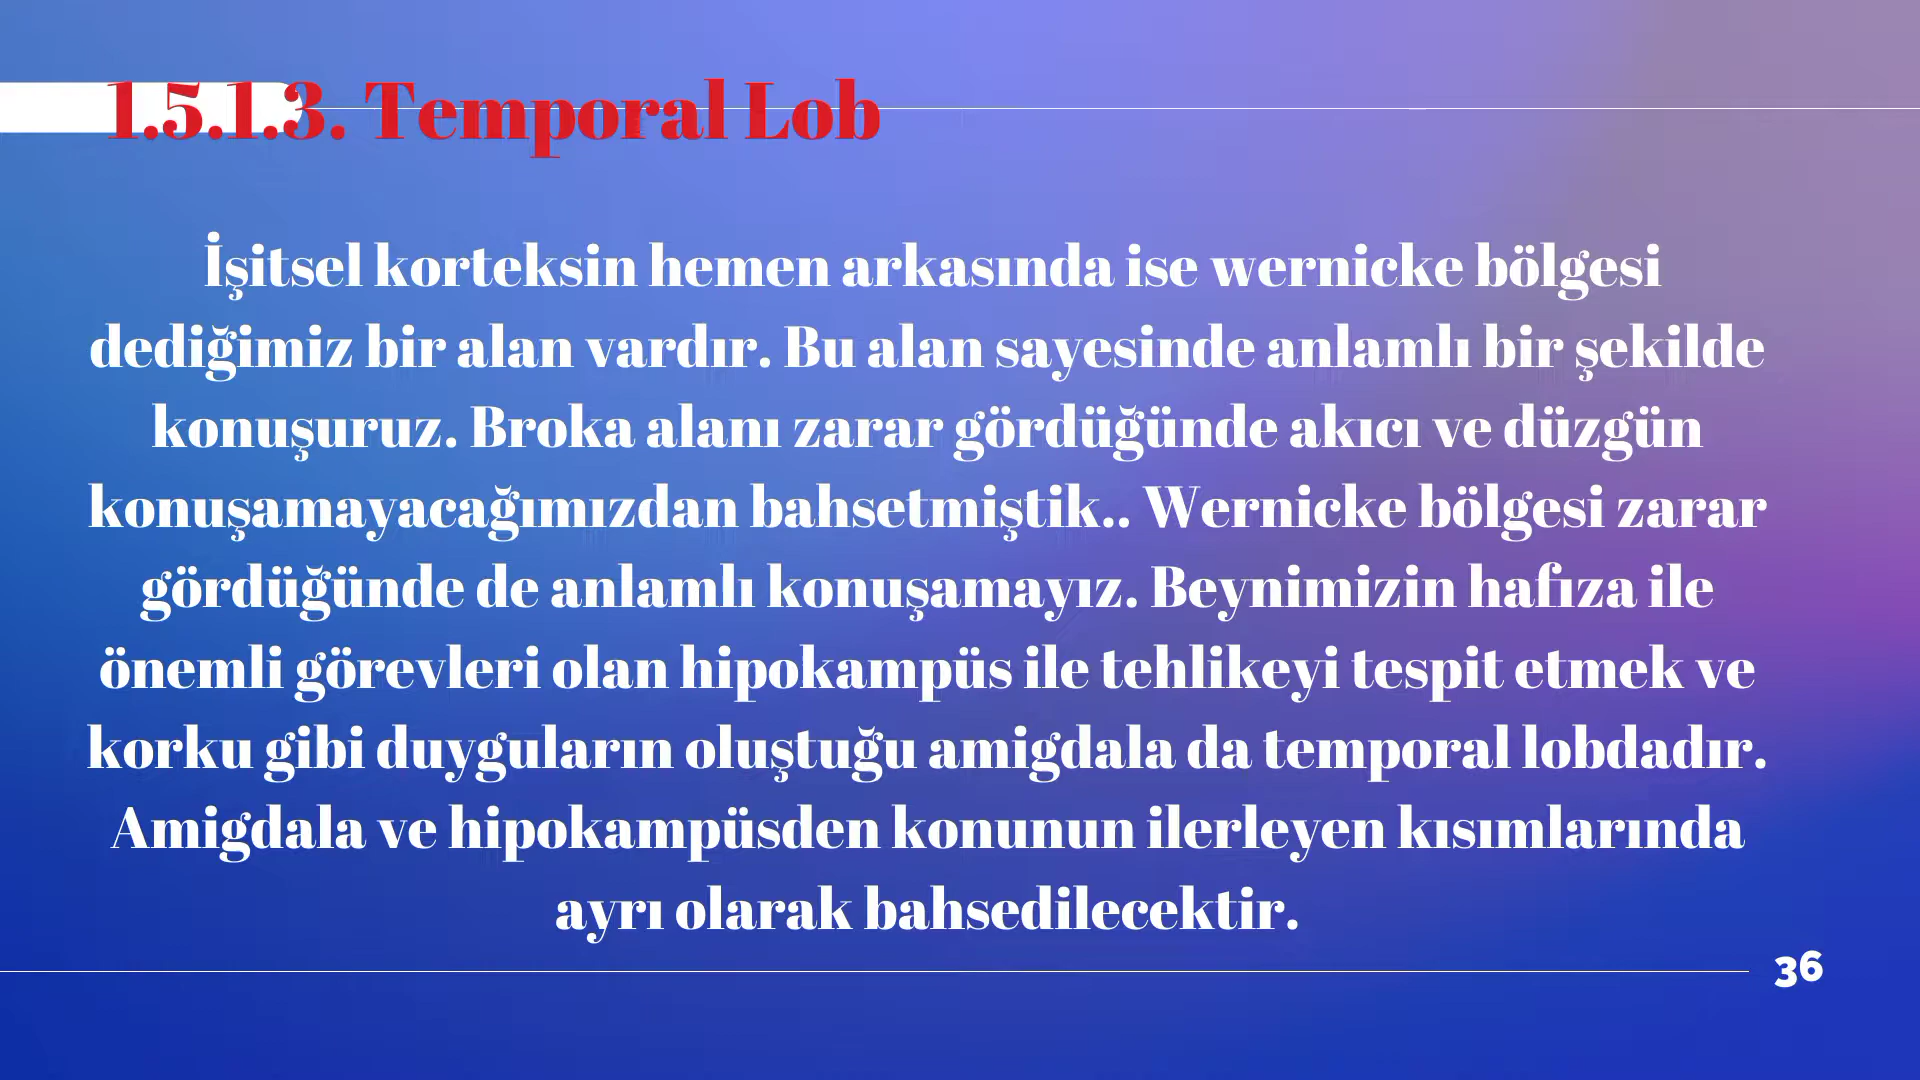 1.5.1.3. Temporal Lob
İşitsel korteksin hemen arkasında ise wernicke bölgesi
dediğimiz bir alan vardır. Bu alan sayesinde anlamlı bir şekilde
konuşuruz. Broka alanı zarar gördüğünde akıcı ve düzgün
konuşamayacağımızdan bahsetmiştik.. Wernicke bölgesi zarar
gördüğünde de anlamlı konuşamayız. Beynimizin hafıza ile
önemli görevleri olan hipokampüs ile tehlikeyi tespit etmek ve
korku gibi duyguların oluştuğu amigdala da temporal lobdadır.
Amigdala ve hipokampüsden konunun ilerleyen kısımlarında
ayrı olarak bahsedilecektir.
36